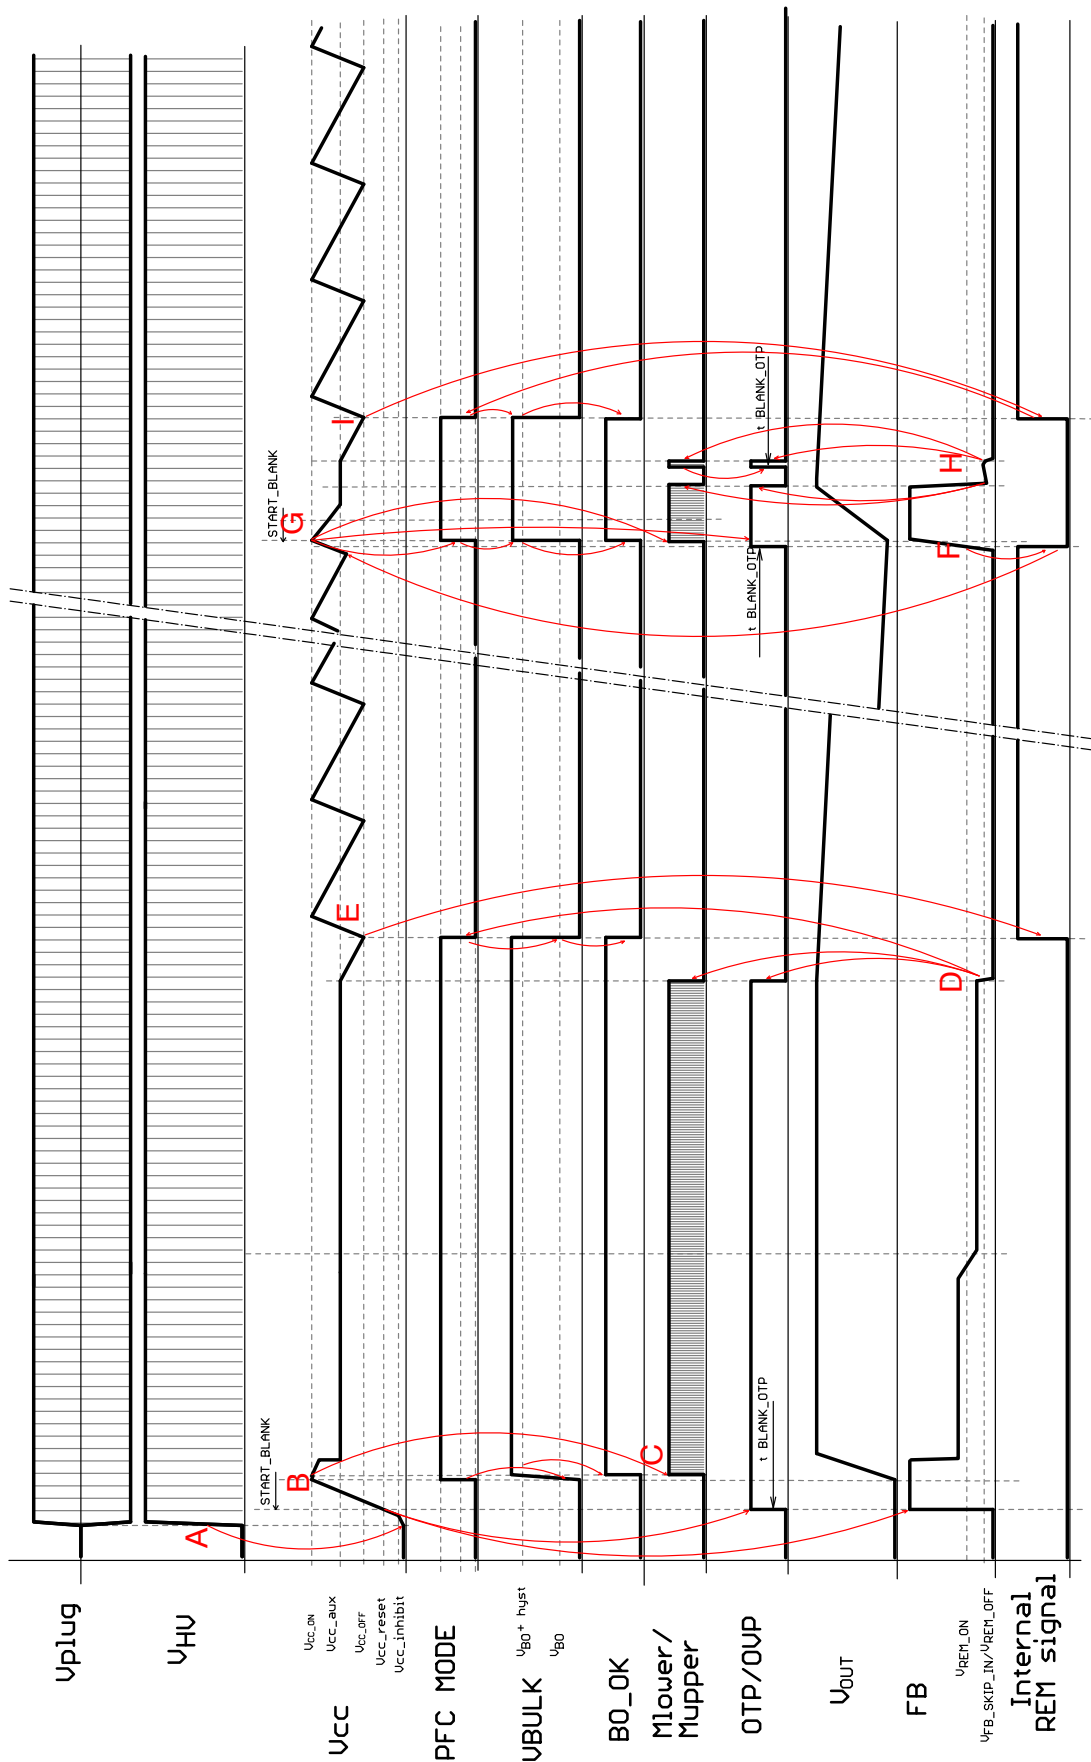 Vplug
VHV
VCC_ON
Vcc_aux
VCC_OFF
Vcc_reset
Vcc_inhibit
Vcc
PFC MODE
VBO+ hyst
VBO
VBULK
BO_OK
Mlower/
Mupper
OTP/OVP
VOUT
FB
VREM_ON
VFB_SKIP_IN/VREM_OFF
Internal
REM signal
A
START_BLANK
B
C
t BLANK_OTP
D
E
START_BLANK
G
t BLANK_OTP
F
I
t BLANK_OTP
H